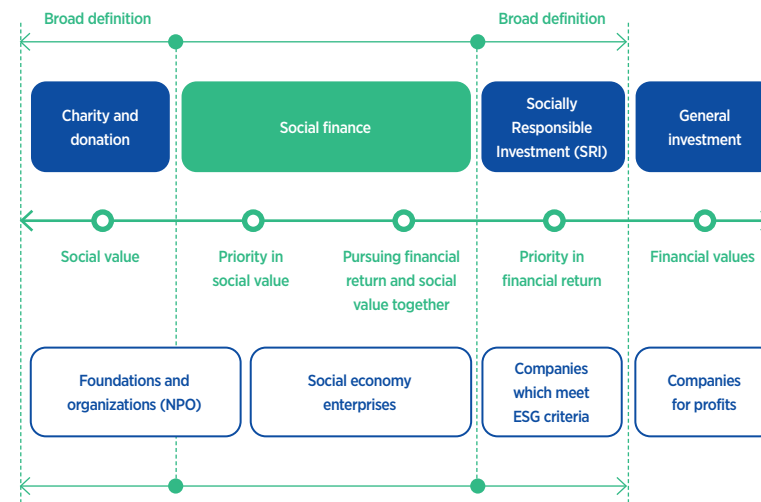 Broad definition
Broad definition
Charity and
donation
Social finance
Socially
Responsible
Investment (SRI)
General
investment
Social value
Priority in
social value
Pursuing financial
return and social
value together
Priority in
financial return
Financial values
Foundations and
organizations (NPO)
Social economy
enterprises
Companies
which meet
ESG criteria
Companies
for profits